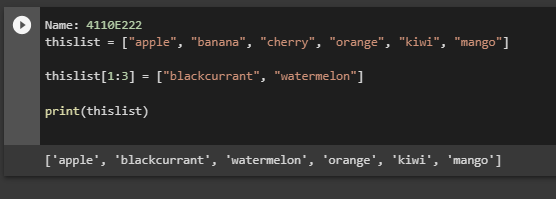 Name: 4110E222
thislist = ["apple", "banana", "cherry", "orange", "kiwi", "mango"]
thislist[1:3] = ["blackcurrant", "watermelon"]
print(thislist)
['apple', 'blackcurrant', 'watermelon', 'orange', 'kiwi', 'mango']